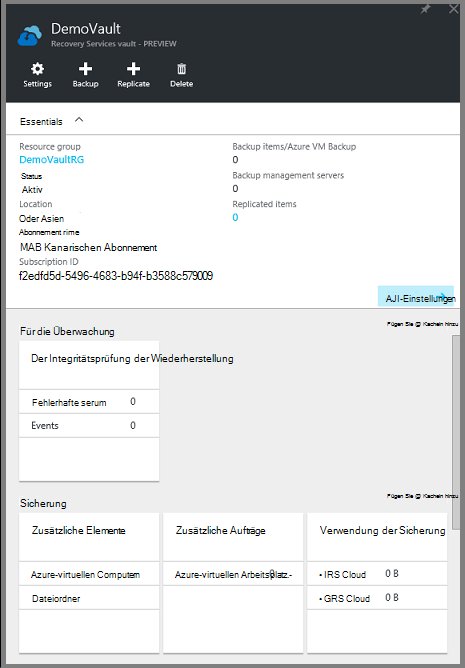 DemoVault
Recovery Services vault - PREVIEW
Settings Backup Replicate Delete
Essentials
Resource group
DemoVaultRG
Status
Aktiv
Location
Oder Asien
Abonnement rime
MAB Kanarischen Abonnement
Subscription ID
f2edfd5d-5496-4683-b94f-b3588c579009
Backup items/Azure VM Backup
0
Backup management servers
0
Replicated items
0
AJI-Einstellungen
Fügen Sie @ Kacheln hinzu
Für die Überwachung
Der Integritätsprüfung der Wiederherstellung
Fehlerhafte serum 0
Events 0
Fügen Sie @ Kacheln hinzu
Sicherung
Zusätzliche Elemente
Azure-virtuellen Computem
Dateiordner
Zusätzliche Aufträge
Azure-virtuellen Arbeitsplatz.-
0
Verwendung der Sicherung
• IRS Cloud 0 B
• GRS Cloud 0 B